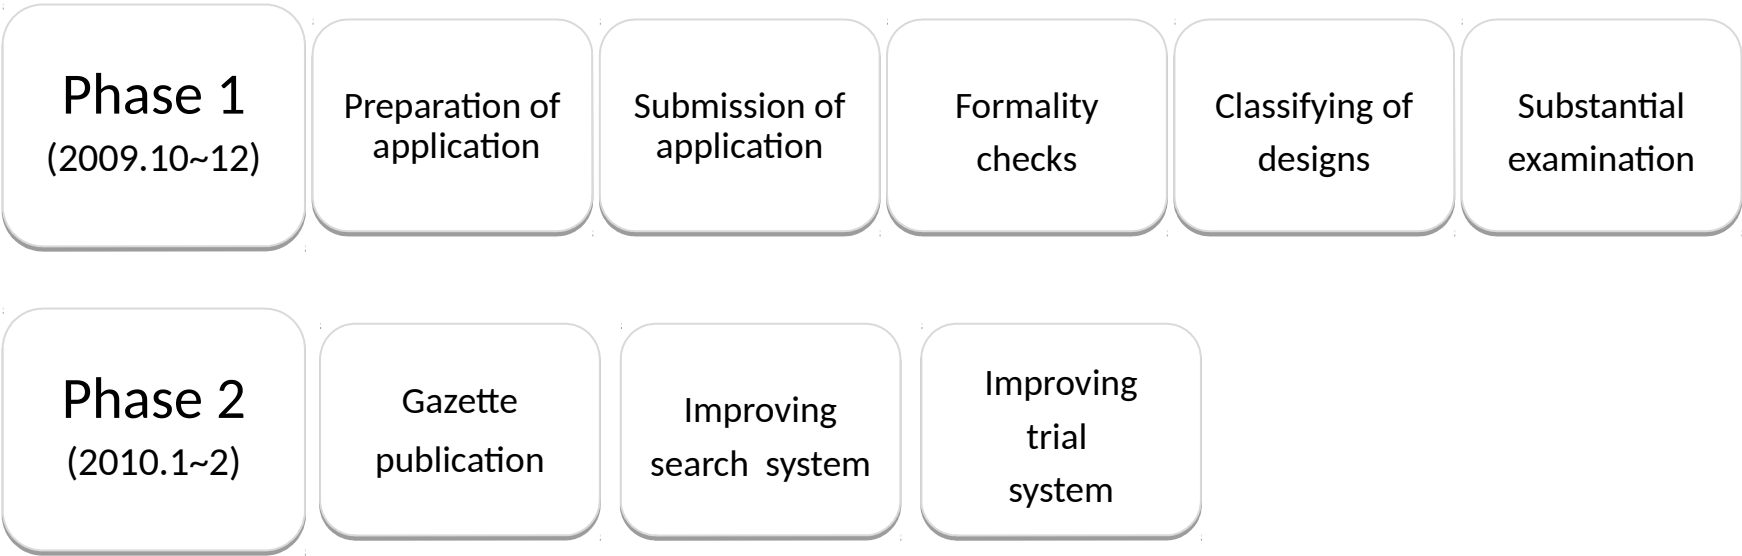 Phase 1
(2009.10~12)
Preparation of
application
Submission of
application
Formality
checks
Classifying of
designs
Substantial
examination
Phase 2
(2010.1~2)
Gazette
publication
Improving
search system
Improving
trial
system